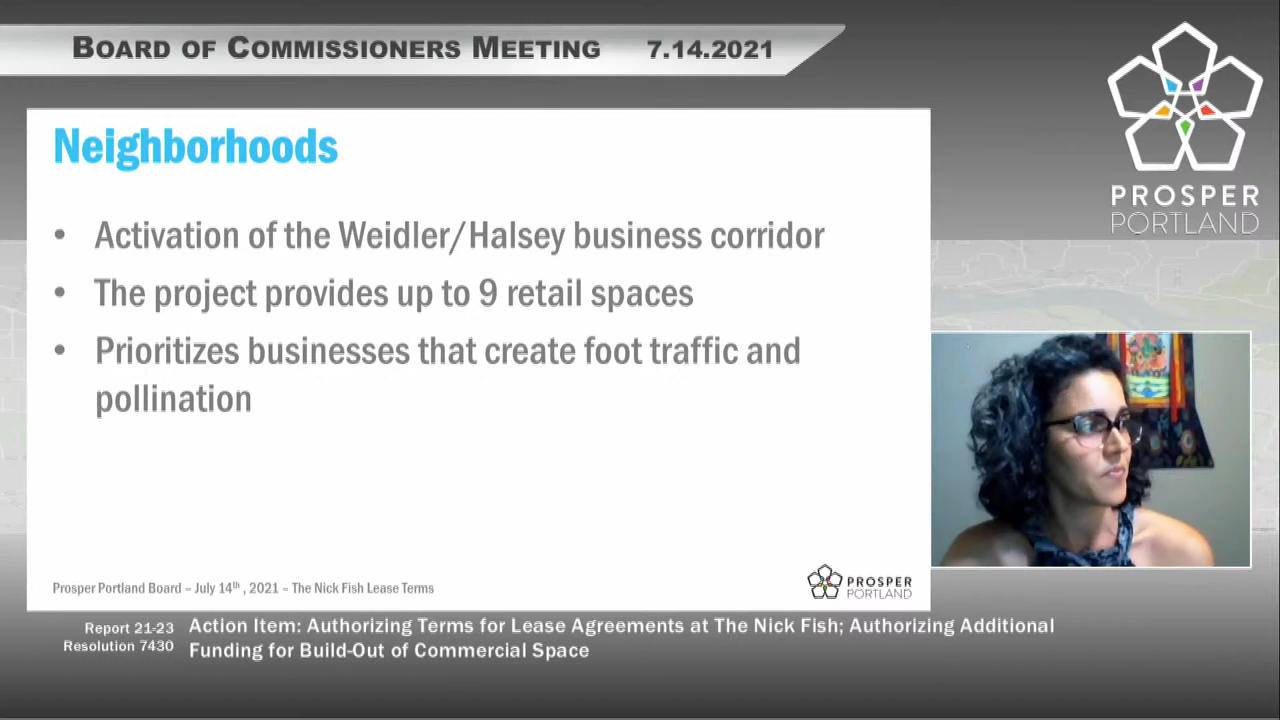 BOARD OF COMMISSIONERS MEETING 7.14.2021
PROSPER
PORTLAND
Neighborhoods
• Activation of the Weidler/Halsey business corridor
• The project provides up to 9 retail spaces
• Prioritizes businesses that create foot traffic and
pollination
Prosper Portland Board – July 14th , 2021 – The Nick Fish Lease Terms
PROSPER
PORTLAND
Report 21-23
Resolution 7430
Action Item: Authorizing Terms for Lease Agreements at The Nick Fish; Authorizing Additional
Funding for Build-Out of Commercial Space